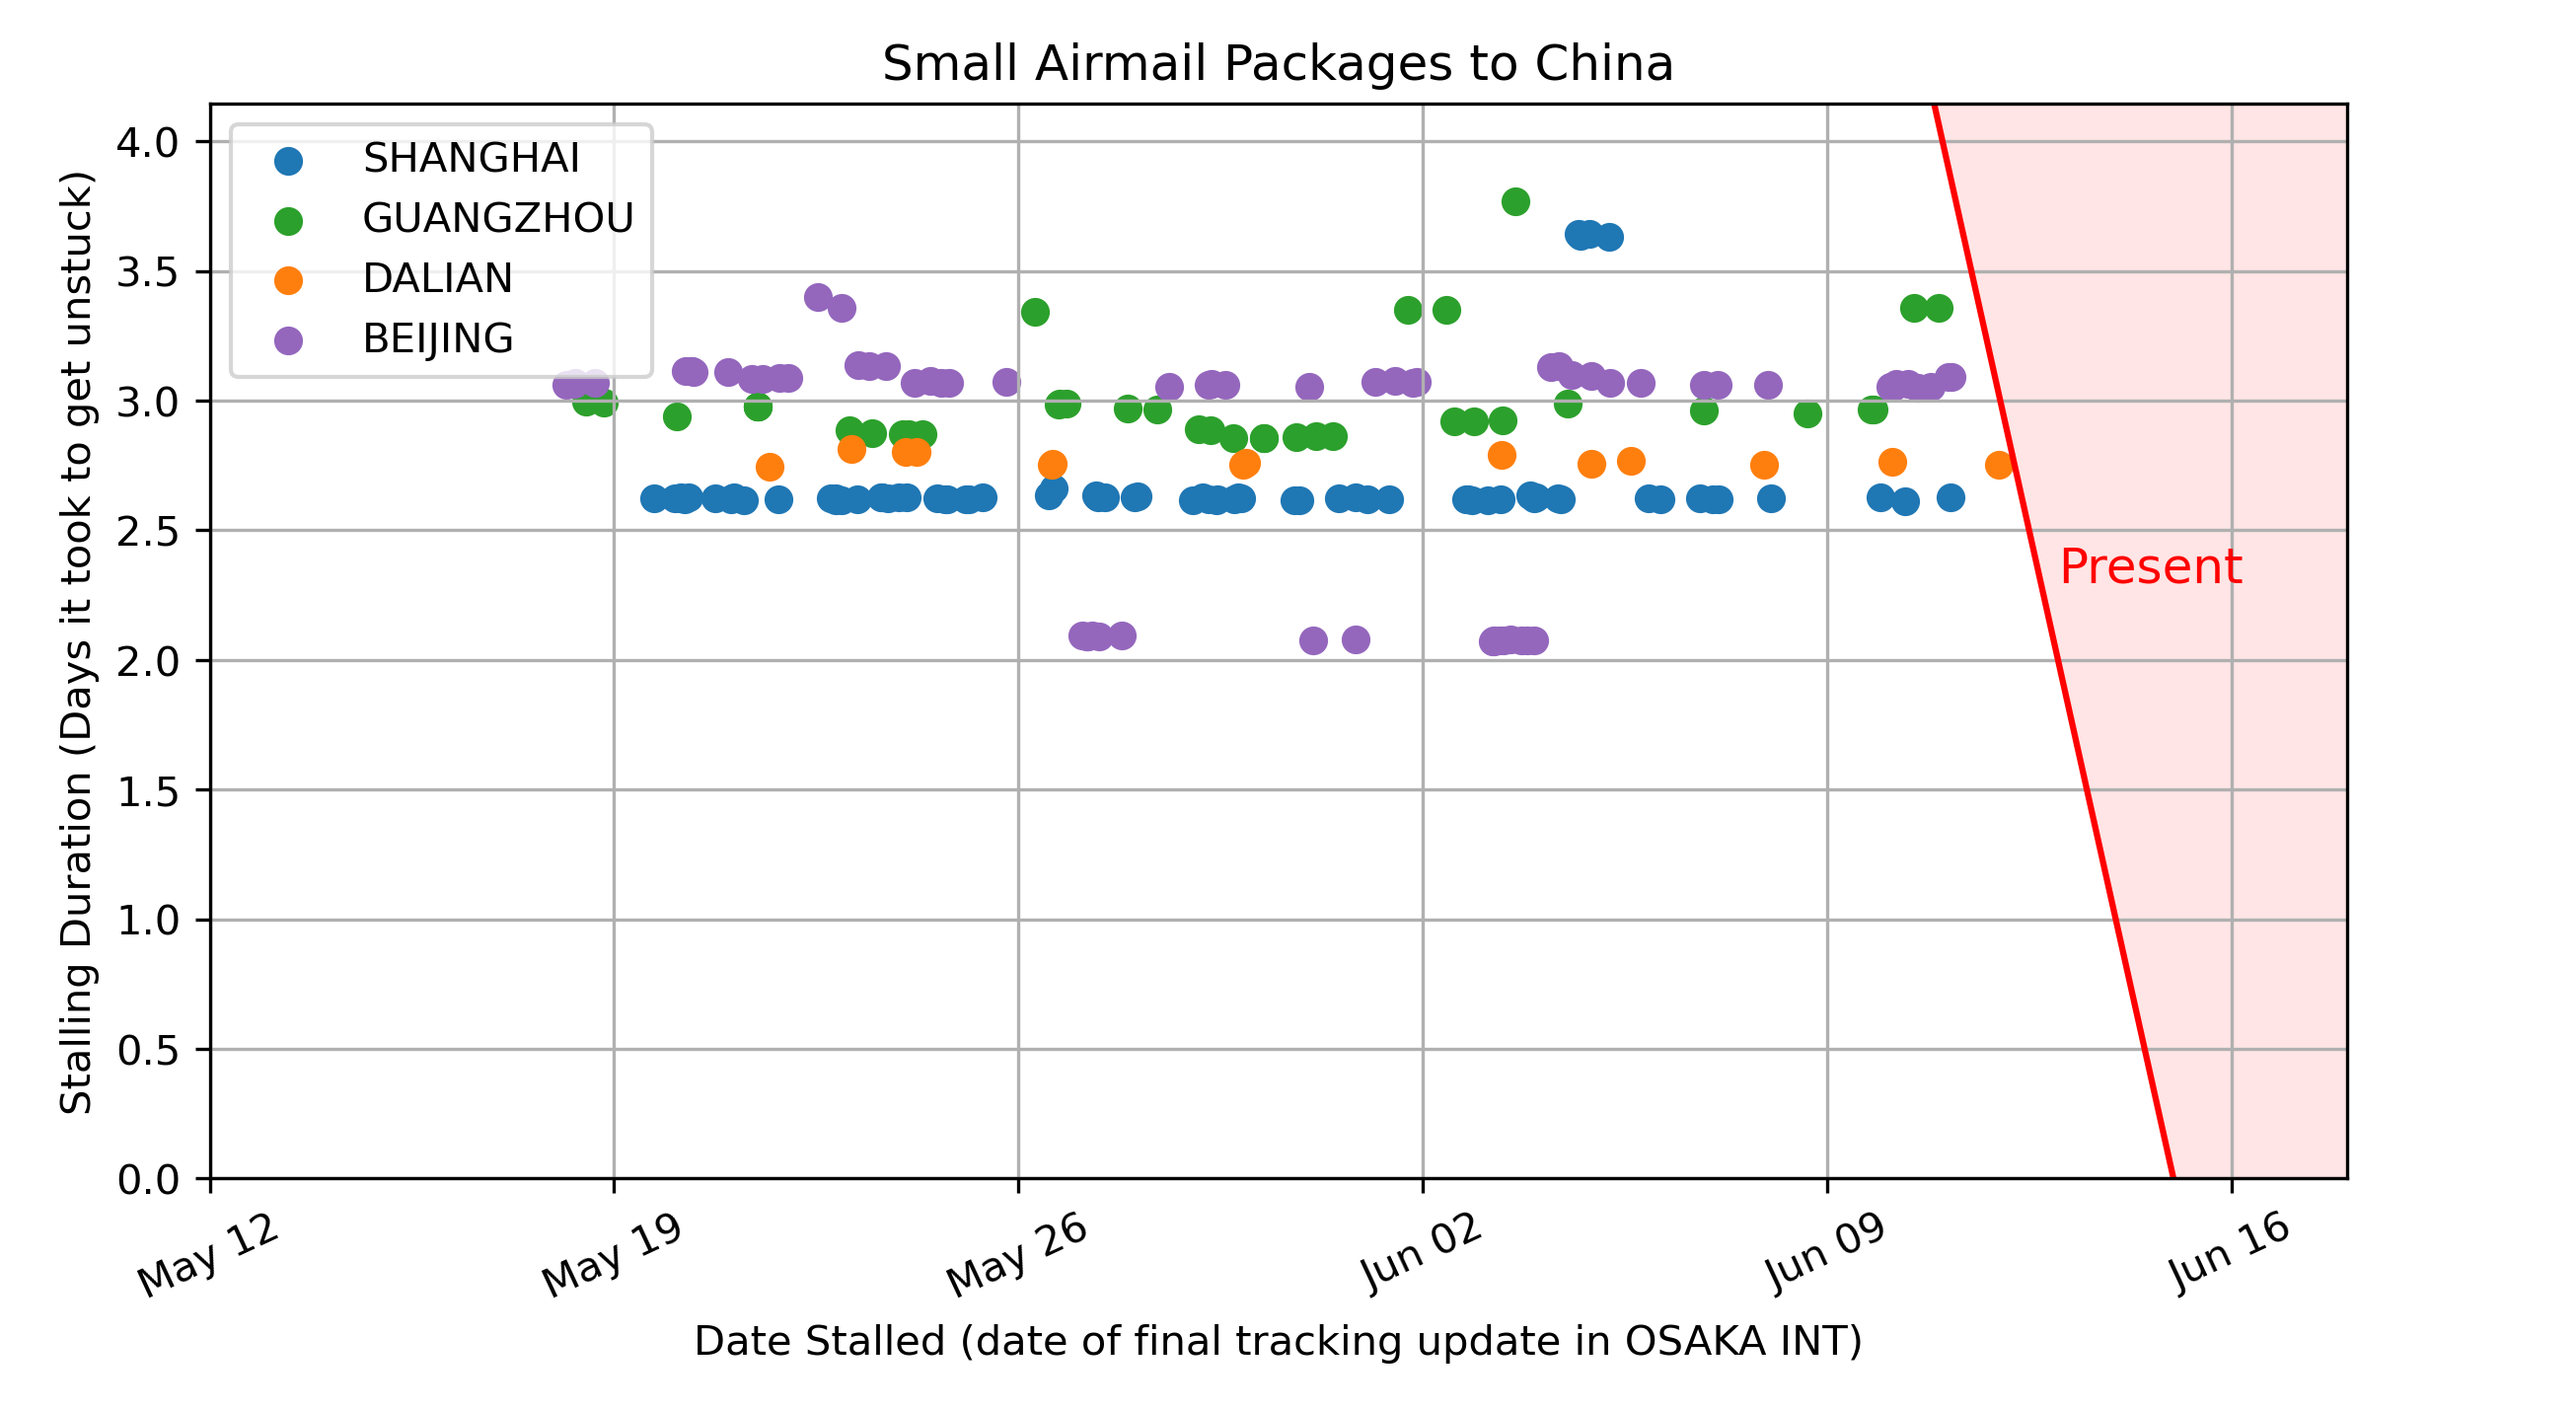 Small Airmail Packages to China
Stalling Duration (Days it took to get unstuck)
4.0
3.5
3.0
2.5
2.0
1.5
1.0
0.5
0.0
SHANGHAI
GUANGZHOU
DALIAN
BEIJING
Present
May 12
May 19
May 26
Jun 02
Jun 09
Jun 16
Date Stalled (date of final tracking update in OSAKA INT)